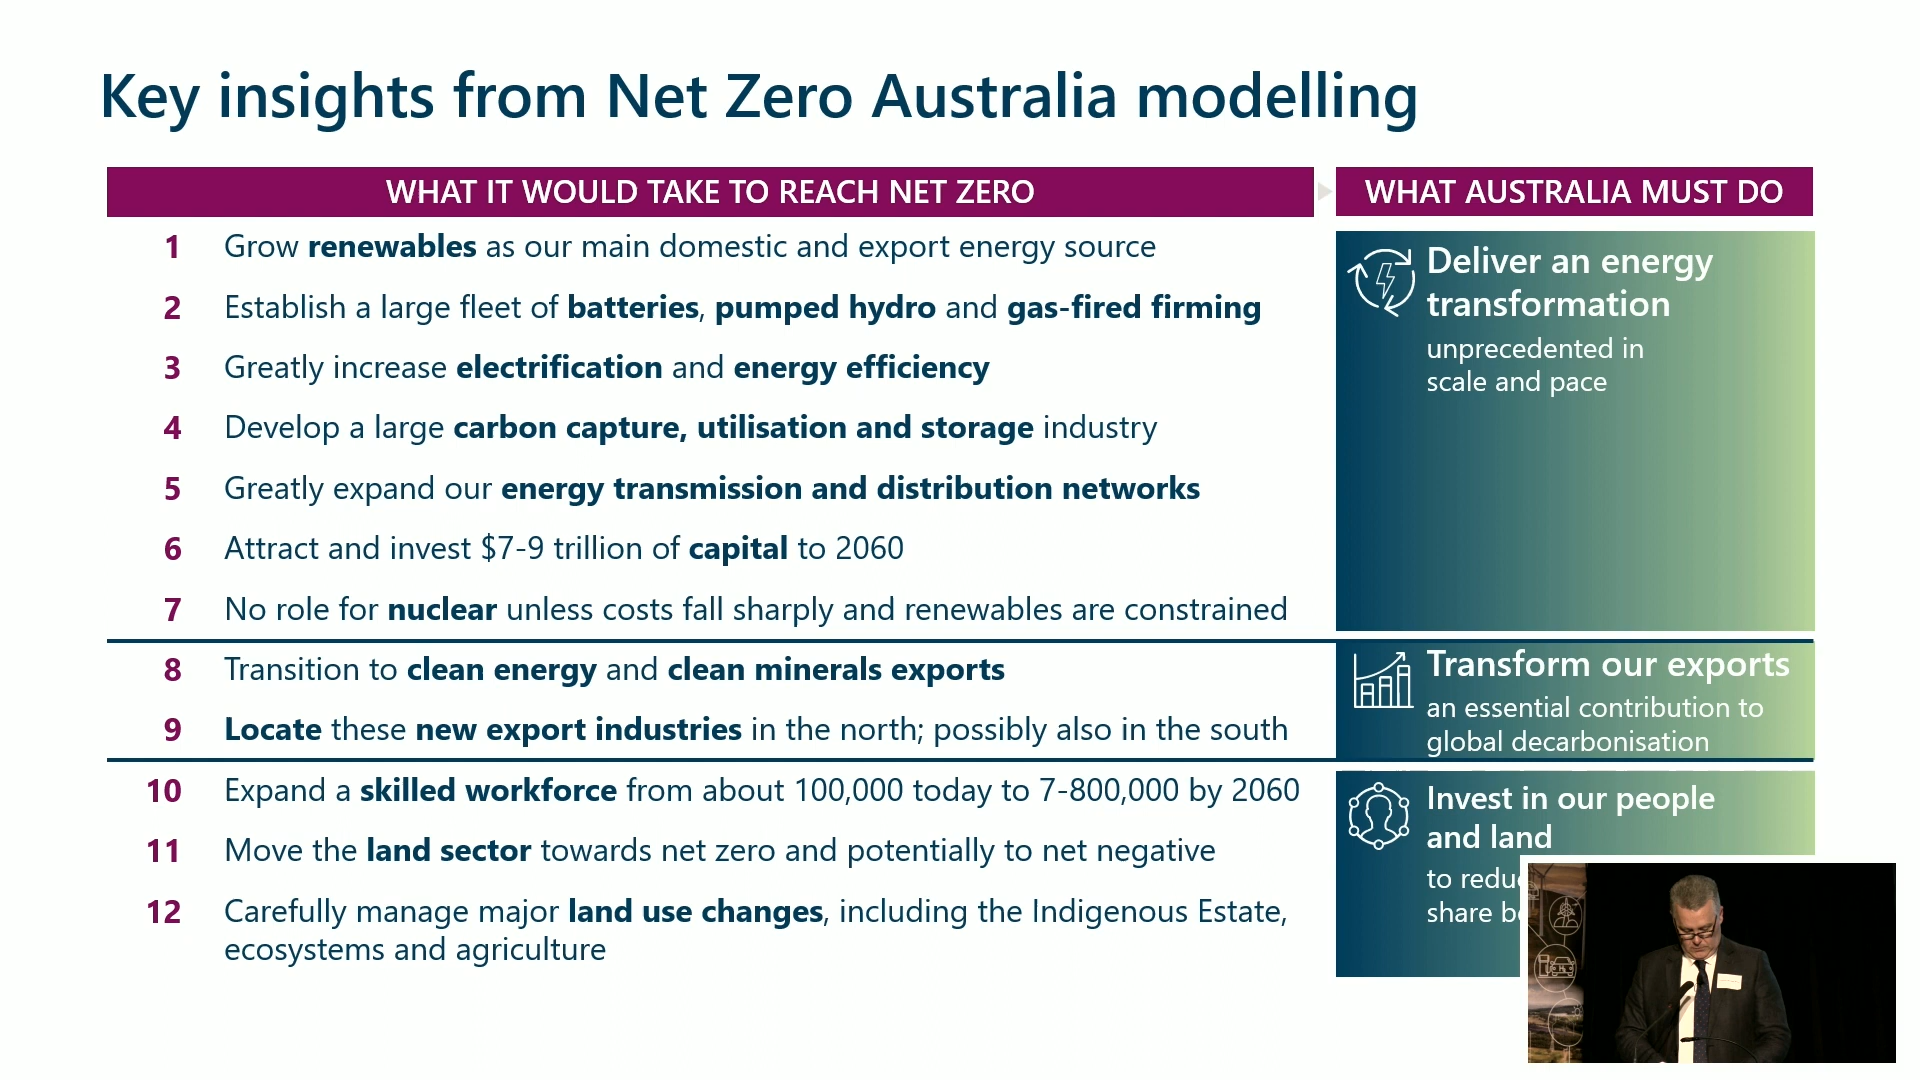 Key insights from Net Zero Australia modelling
WHAT IT WOULD TAKE TO REACH NET ZERO
1 Grow renewables as our main domestic and export energy source
2 Establish a large fleet of batteries, pumped hydro and gas-fired firming
3 Greatly increase electrification and energy efficiency
4 Develop a large carbon capture, utilisation and storage industry
5 Greatly expand our energy transmission and distribution networks
6 Attract and invest $7-9 trillion of capital to 2060
7 No role for nuclear unless costs fall sharply and renewables are constrained
8 Transition to clean energy and clean minerals exports
9 Locate these new export industries in the north; possibly also in the south
10 Expand a skilled workforce from about 100,000 today to 7-800,000 by 2060
11 Move the land sector towards net zero and potentially to net negative
12 Carefully manage major land use changes, including the Indigenous Estate,
ecosystems and agriculture
WHAT AUSTRALIA MUST DO
Deliver an energy
transformation
unprecedented in
scale and pace
Transform our exports
an essential contribution to
global decarbonisation
Invest in our people
and land
to
share